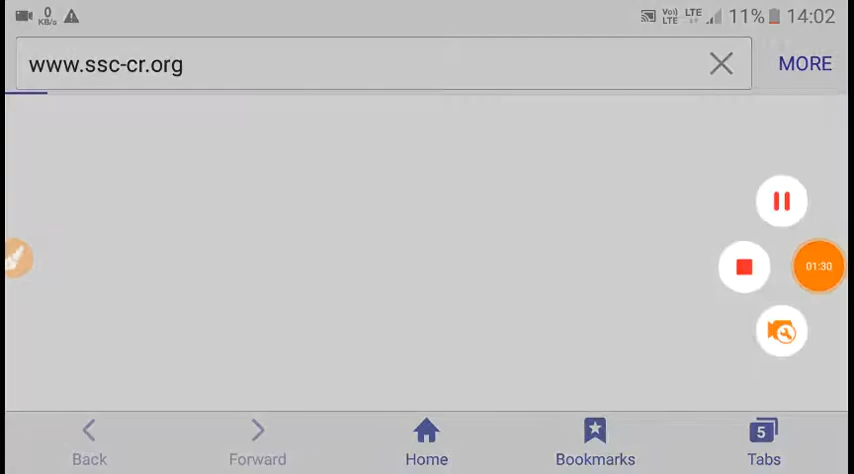 0 KB/s Vo)) LTE LTE 11% 14:02
www.ssc-cr.org MORE
01:30
5
Back Forward Home Bookmarks Tabs